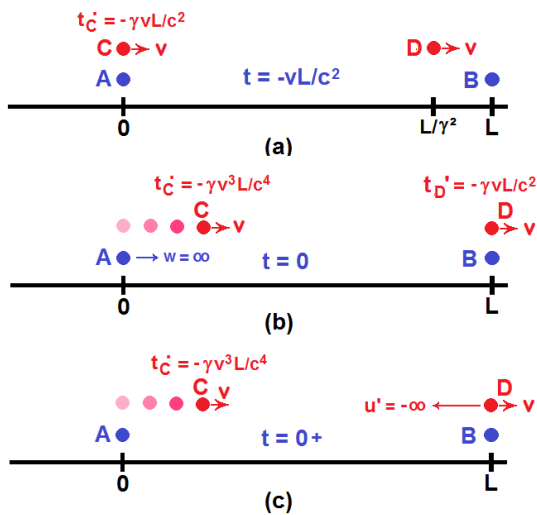 t_C' = - γvL/c²
C v D v
A t = -vL/c² B
0 L/γ² L
(a)
t_C' = - γv³L/c⁴ t_D' = - γvL/c²
C v D v
A w = ∞ t = 0 B
0 L
(b)
t_C' = - γv³L/c⁴
C v u' = -∞ D v
A t = 0+ B
0 L
(c)